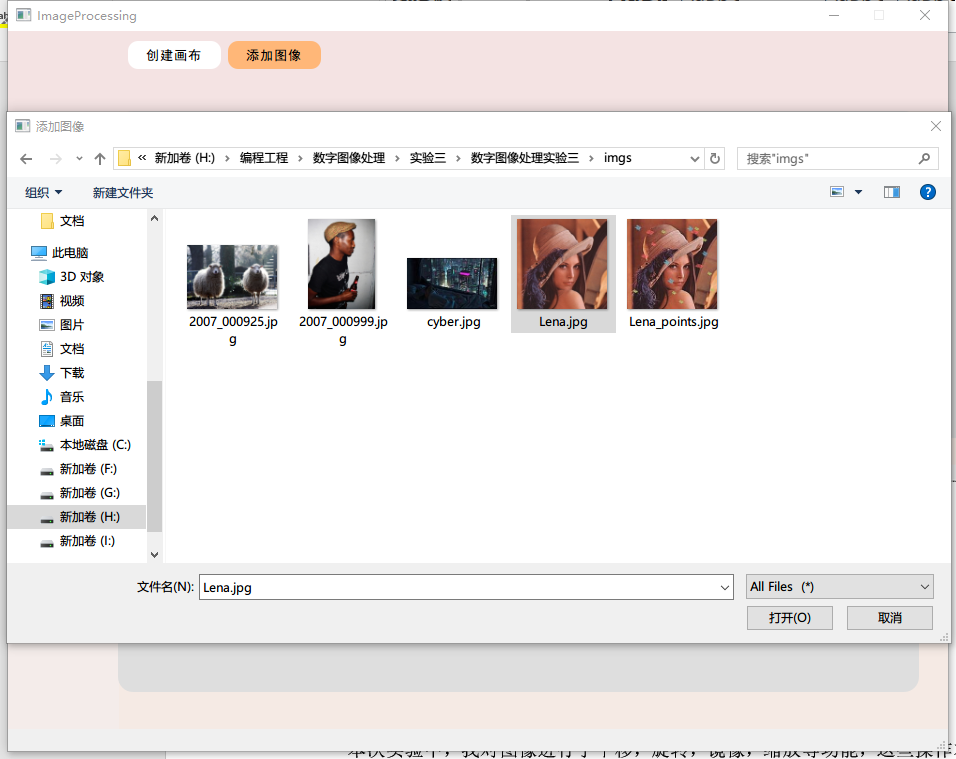 ImageProcessing
创建画布 添加图像
添加图像
« 新加卷 (H:) › 编程工程 › 数字图像处理 › 实验三 › 数字图像处理实验三 › imgs
搜索"imgs"
组织 新建文件夹
文档
此电脑
3D 对象
视频
图片
文档
下载
音乐
桌面
本地磁盘 (C:)
新加卷 (F:)
新加卷 (G:)
新加卷 (H:)
新加卷 (I:)
2007_000925.jp
g
2007_000999.jp
g
cyber.jpg
Lena.jpg
Lena_points.jpg
文件名(N): Lena.jpg
All Files (*)
打开(O) 取消
本次实验中，我对图像进行了平移，旋转，镜像，缩放等功能，这些操作